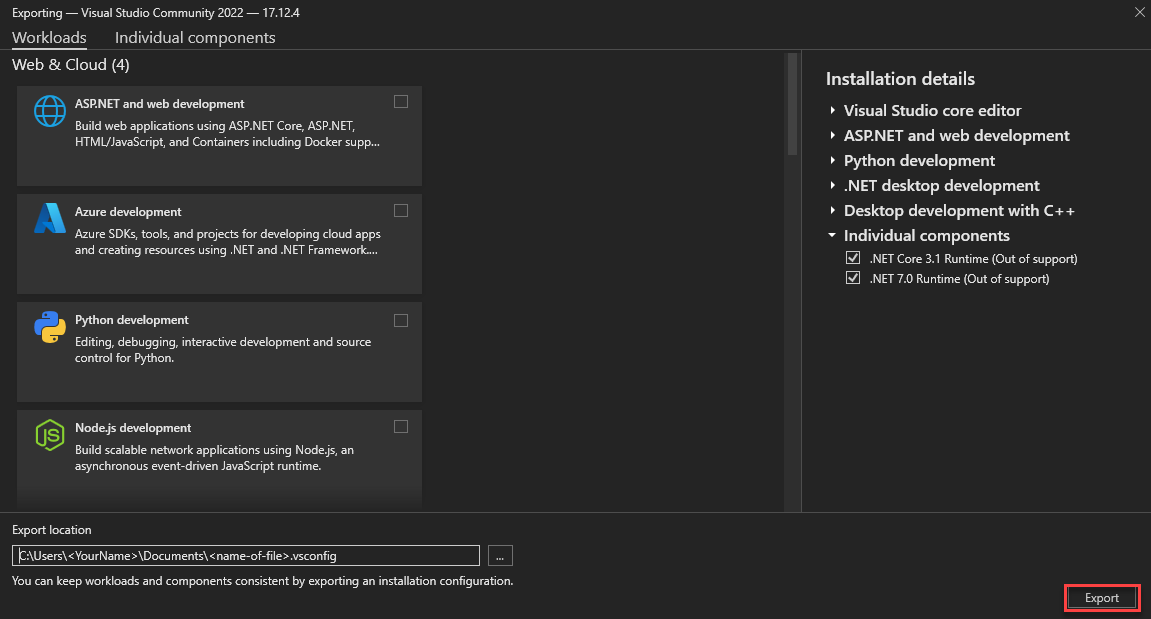 Exporting — Visual Studio Community 2022 — 17.12.4
Workloads
Individual components
Web & Cloud (4)
ASP.NET and web development
Build web applications using ASP.NET Core, ASP.NET,
HTML/JavaScript, and Containers including Docker supp...
Azure development
Azure SDKs, tools, and projects for developing cloud apps
and creating resources using .NET and .NET Framework....
Python development
Editing, debugging, interactive development and source
control for Python.
JS
Node.js development
Build scalable network applications using Node.js, an
asynchronous event-driven JavaScript runtime.
Installation details
Visual Studio core editor
ASP.NET and web development
Python development
.NET desktop development
Desktop development with C++
Individual components
.NET Core 3.1 Runtime (Out of support)
.NET 7.0 Runtime (Out of support)
Export location
C:\Users\<YourName>\Documents\<name-of-file>.vsconfig
...
You can keep workloads and components consistent by exporting an installation configuration.
Export